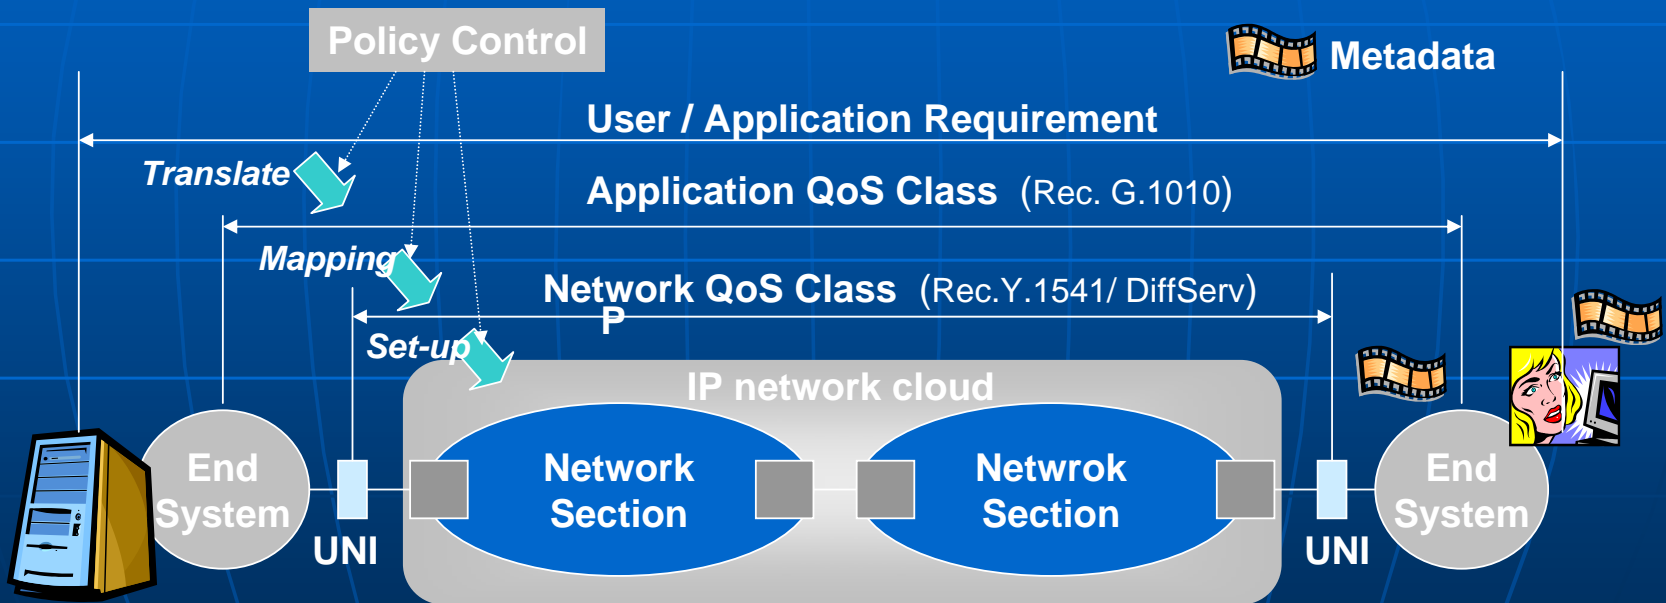 Policy Control
Metadata
User / Application Requirement
Translate
Application QoS Class (Rec. G.1010)
Mapping
Network QoS Class (Rec.Y.1541/ DiffServ)
P
Set-up
IP network cloud
End
System
UNI
Network
Section
Netwrok
Section
UNI
End
System